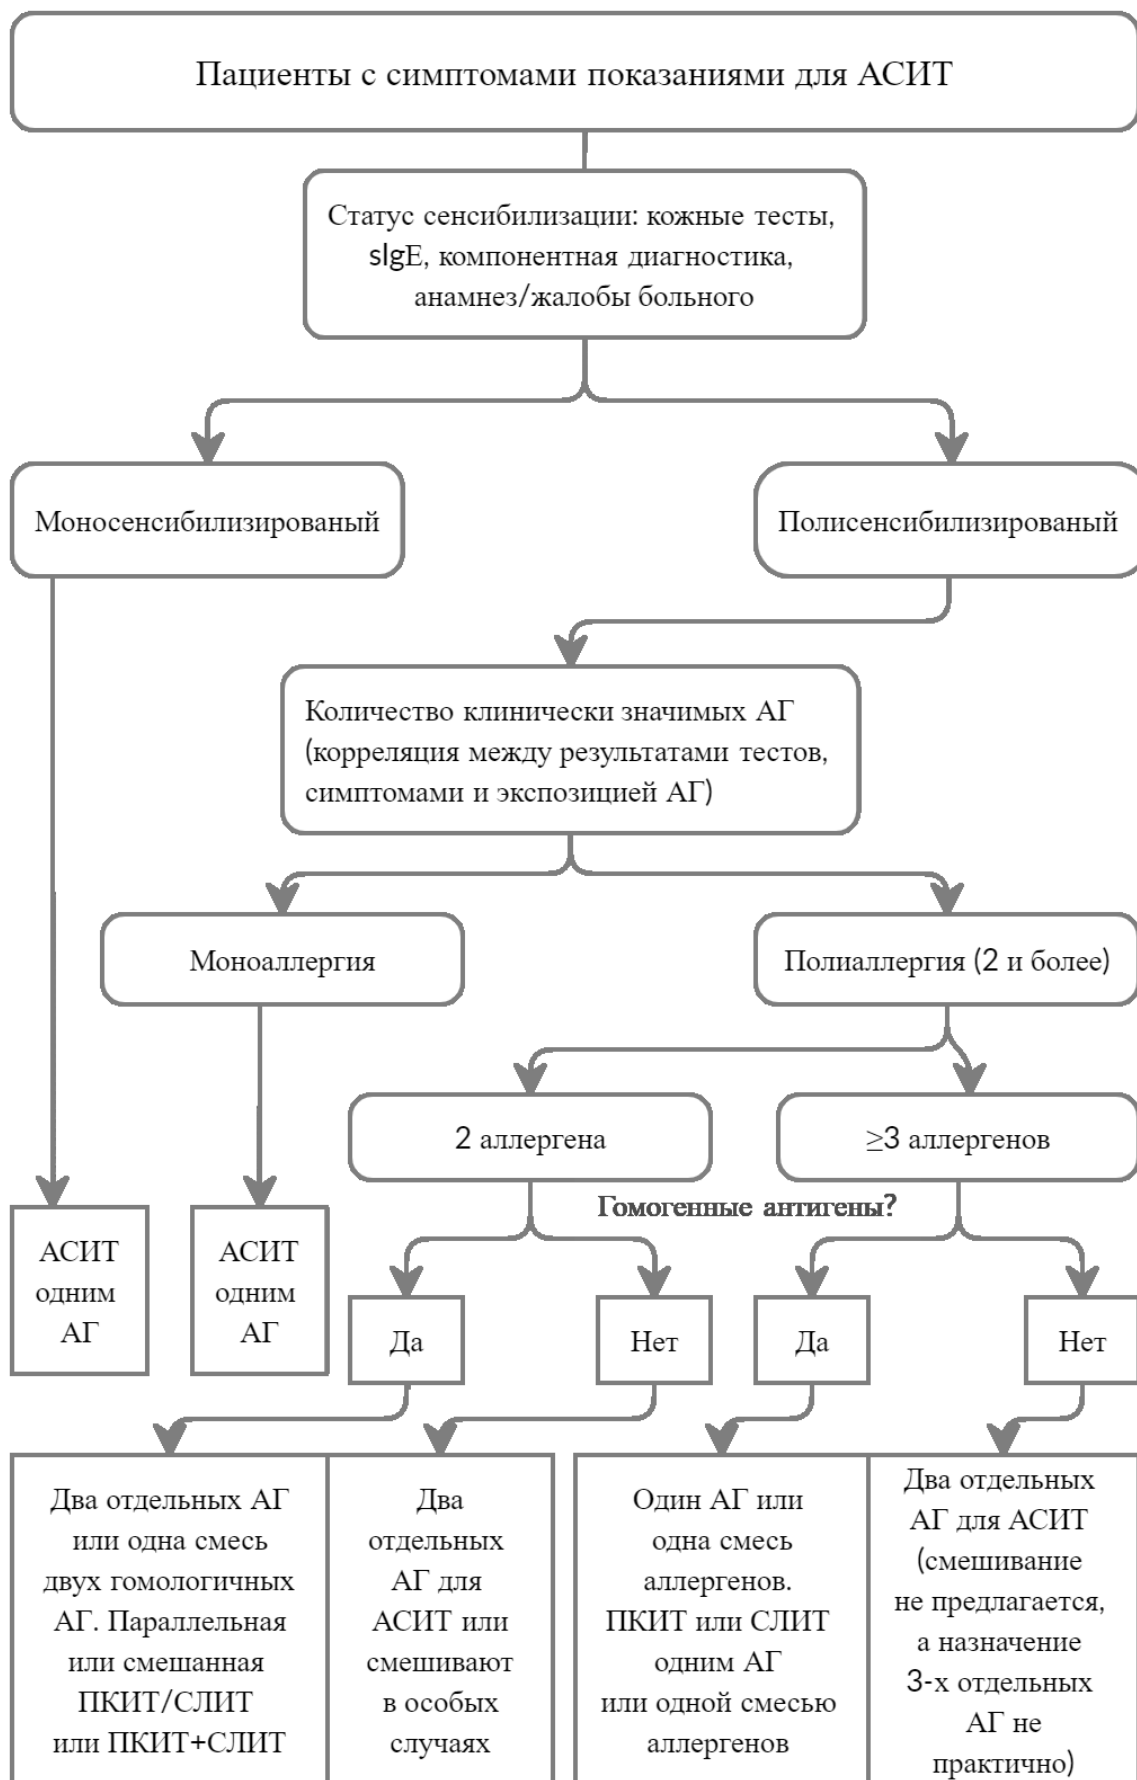 Пациенты с симптомами показаниями для АСИТ
Статус сенсибилизации: кожные тесты,
sIgE, компонентная диагностика,
анамнез/жалобы больного
Моносенсибилизированый
Полисенсибилизированый
Количество клинически значимых АГ
(корреляция между результатами тестов,
симптомами и экспозицией АГ)
Моноаллергия
Полиаллергия (2 и более)
2 аллергена
≥3 аллергенов
Гомогенные антигены?
АСИТ
одним
АГ
АСИТ
одним
АГ
Да
Нет
Да
Нет
Два отдельных АГ
или одна смесь
двух гомологичных
АГ. Параллельная
или смешанная
ПКИТ/СЛИТ
или ПКИТ+СЛИТ
Два
отдельных
АГ для
АСИТ или
смешивают
в особых
случаях
Один АГ или
одна смесь
аллергенов.
ПКИТ или СЛИТ
одним АГ
или одной смесью
аллергенов
Два отдельных
АГ для АСИТ
(смешивание
не предлагается,
а назначение
3-х отдельных
АГ не
практично)